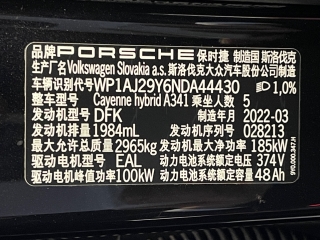 品牌 PORSCHE 保时捷 制造国 斯洛伐克
生产厂名 Volkswagen Slovakia a.s. 斯洛伐克大众汽车股份公司制造
车辆识别代号 WP1AJ29Y6NDA44430 1,0%
整车型号 Cayenne hybrid A341 乘坐人数 5
发动机型号 DFK 制造年月 2022-03
发动机排量 1984ml 发动机号 028213
最大允许总质量 2965kg 发动机最大净功率 185kW
驱动电机型号 EAL 动力电池系统额定电压 374V
驱动电机峰值功率 100kW 动力电池系统额定容量 48Ah